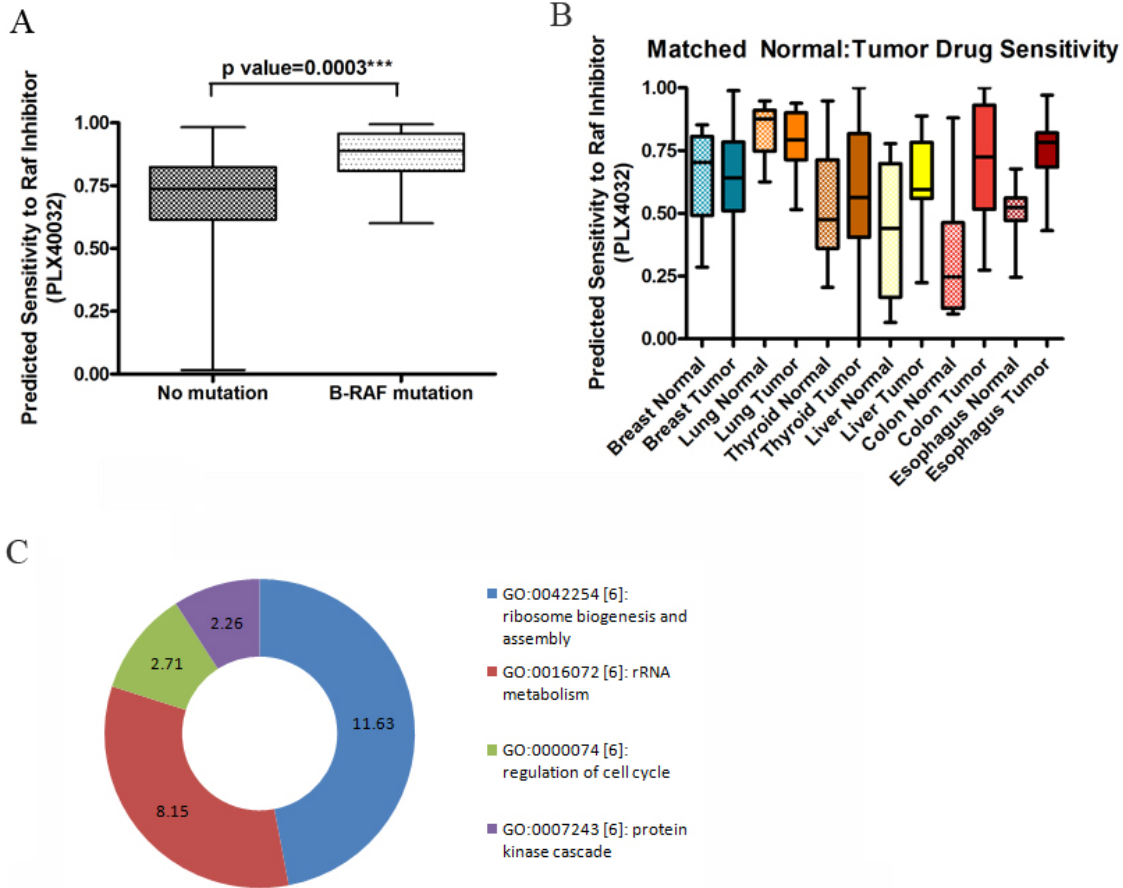 A
p value=0.0003***
Predicted Sensitivity to Raf Inhibitor
(PLX40032)
1.00
0.75
0.50
0.25
0.00
No mutation
B-RAF mutation
B
Matched Normal:Tumor Drug Sensitivity
Predicted Sensitivity to Raf Inhibitor
(PLX4032)
1.00
0.75
0.50
0.25
0.00
Breast Normal
Breast Tumor
Lung Normal
Lung Tumor
Thyroid Normal
Thyroid Tumor
Liver Normal
Liver Tumor
Colon Normal
Colon Tumor
Esophagus Normal
Esophagus Tumor
C
2.26
2.71
11.63
8.15
GO:0042254 [6]:
ribosome biogenesis and
assembly
GO:0016072 [6]: rRNA
metabolism
GO:0000074 [6]:
regulation of cell cycle
GO:0007243 [6]: protein
kinase cascade